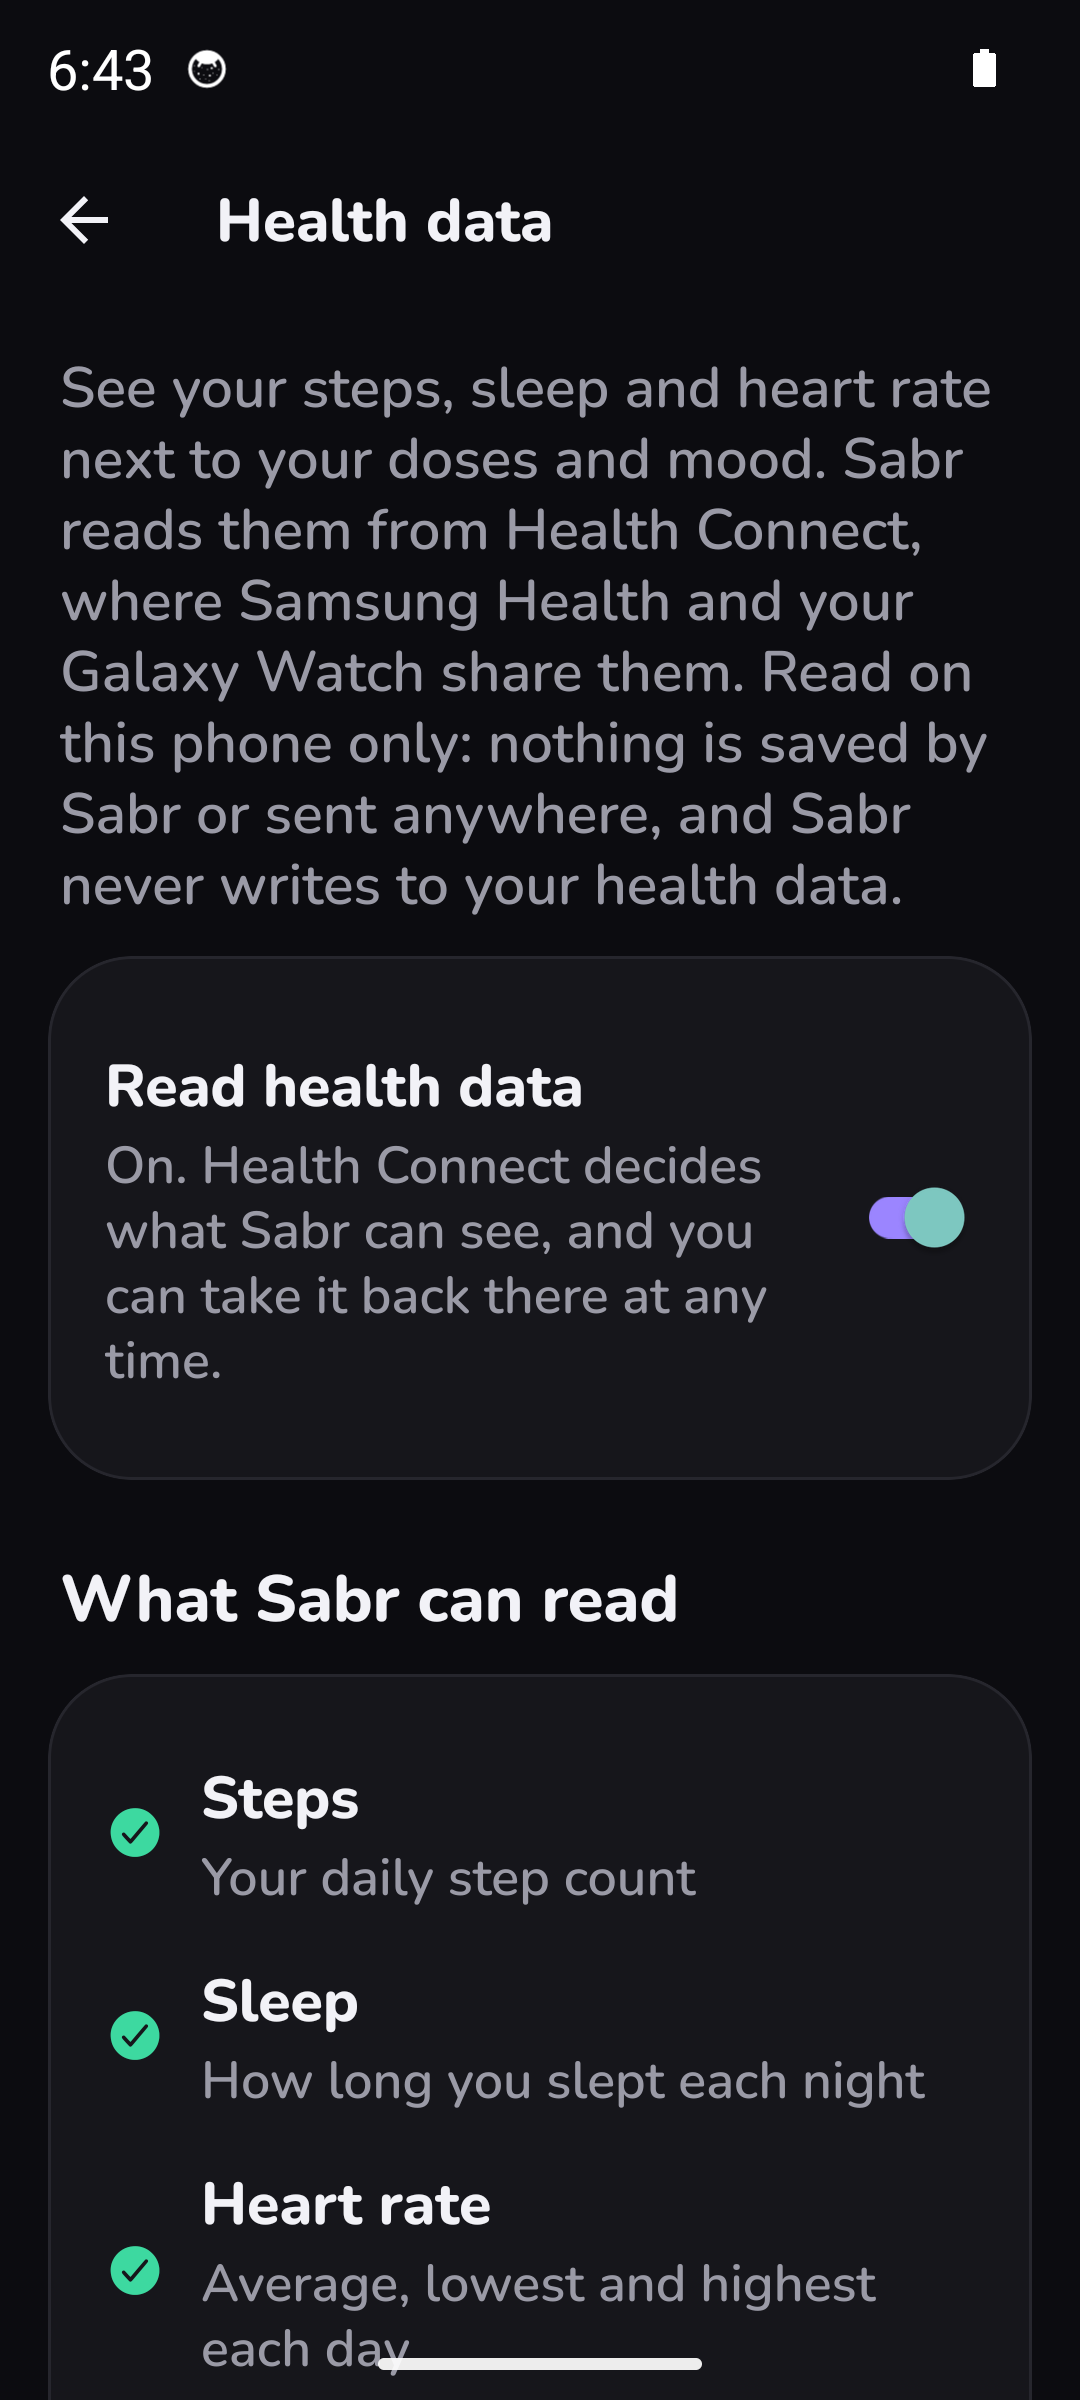 6:43
Health data
See your steps, sleep and heart rate
next to your doses and mood. Sabr
reads them from Health Connect,
where Samsung Health and your
Galaxy Watch share them. Read on
this phone only: nothing is saved by
Sabr or sent anywhere, and Sabr
never writes to your health data.
Read health data
On. Health Connect decides
what Sabr can see, and you
can take it back there at any
time.
What Sabr can read
Steps
Your daily step count
Sleep
How long you slept each night
Heart rate
Average, lowest and highest
each day